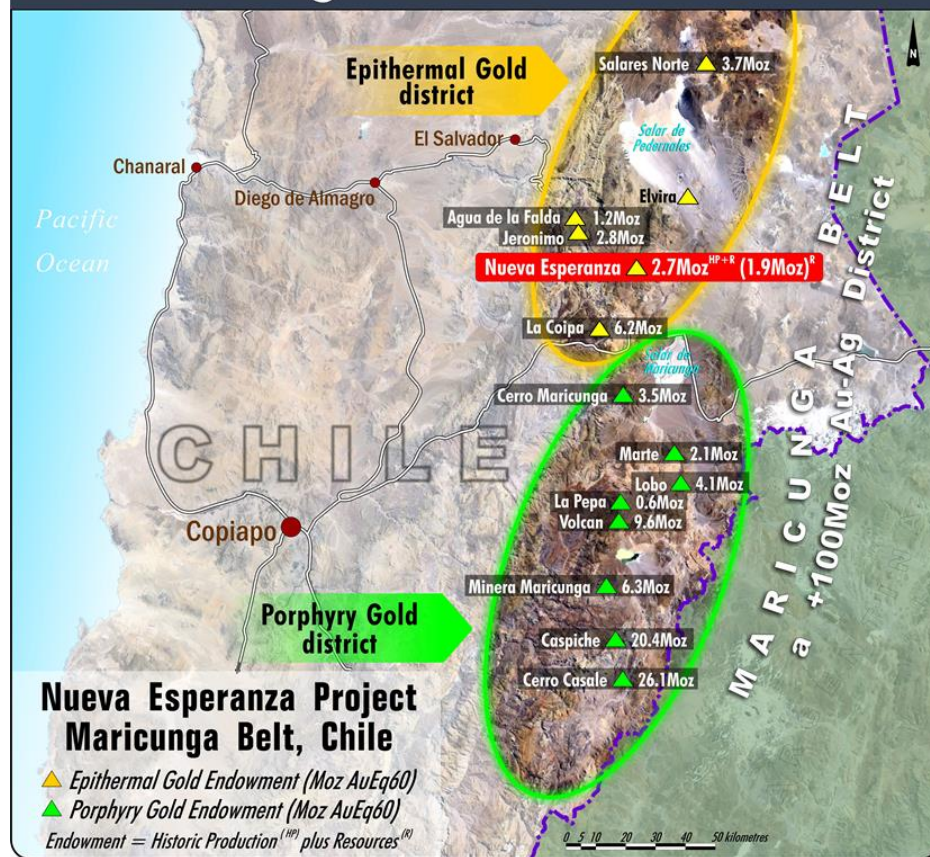 Epithermal Gold
district
Salares Norte 3.7Moz
N
Salar de
Pedernales
El Salvador
Chanaral
Diego de Almagro
Elvira
Pacific
Ocean
Agua de la Falda 1.2Moz
Jeronimo 2.8Moz
Nueva Esperanza 2.7Moz HP+R (1.9Moz) R
La Coipa 6.2Moz
Salar de
Maricunga
Cerro Maricunga 3.5Moz
MARICUNGA BELT
a +100Moz Au-Ag District
CHILE
Marte 2.1Moz
Lobo 4.1Moz
La Pepa 0.6Moz
Volcan 9.6Moz
Copiapo
Minera Maricunga 6.3Moz
Porphyry Gold
district
Caspiche 20.4Moz
Cerro Casale 26.1Moz
Nueva Esperanza Project
Maricunga Belt, Chile
Epithermal Gold Endowment (Moz AuEq60)
Porphyry Gold Endowment (Moz AuEq60)
Endowment = Historic Production (HP) plus Resources (R)
0 5 10 20 30 40 50 kilometres